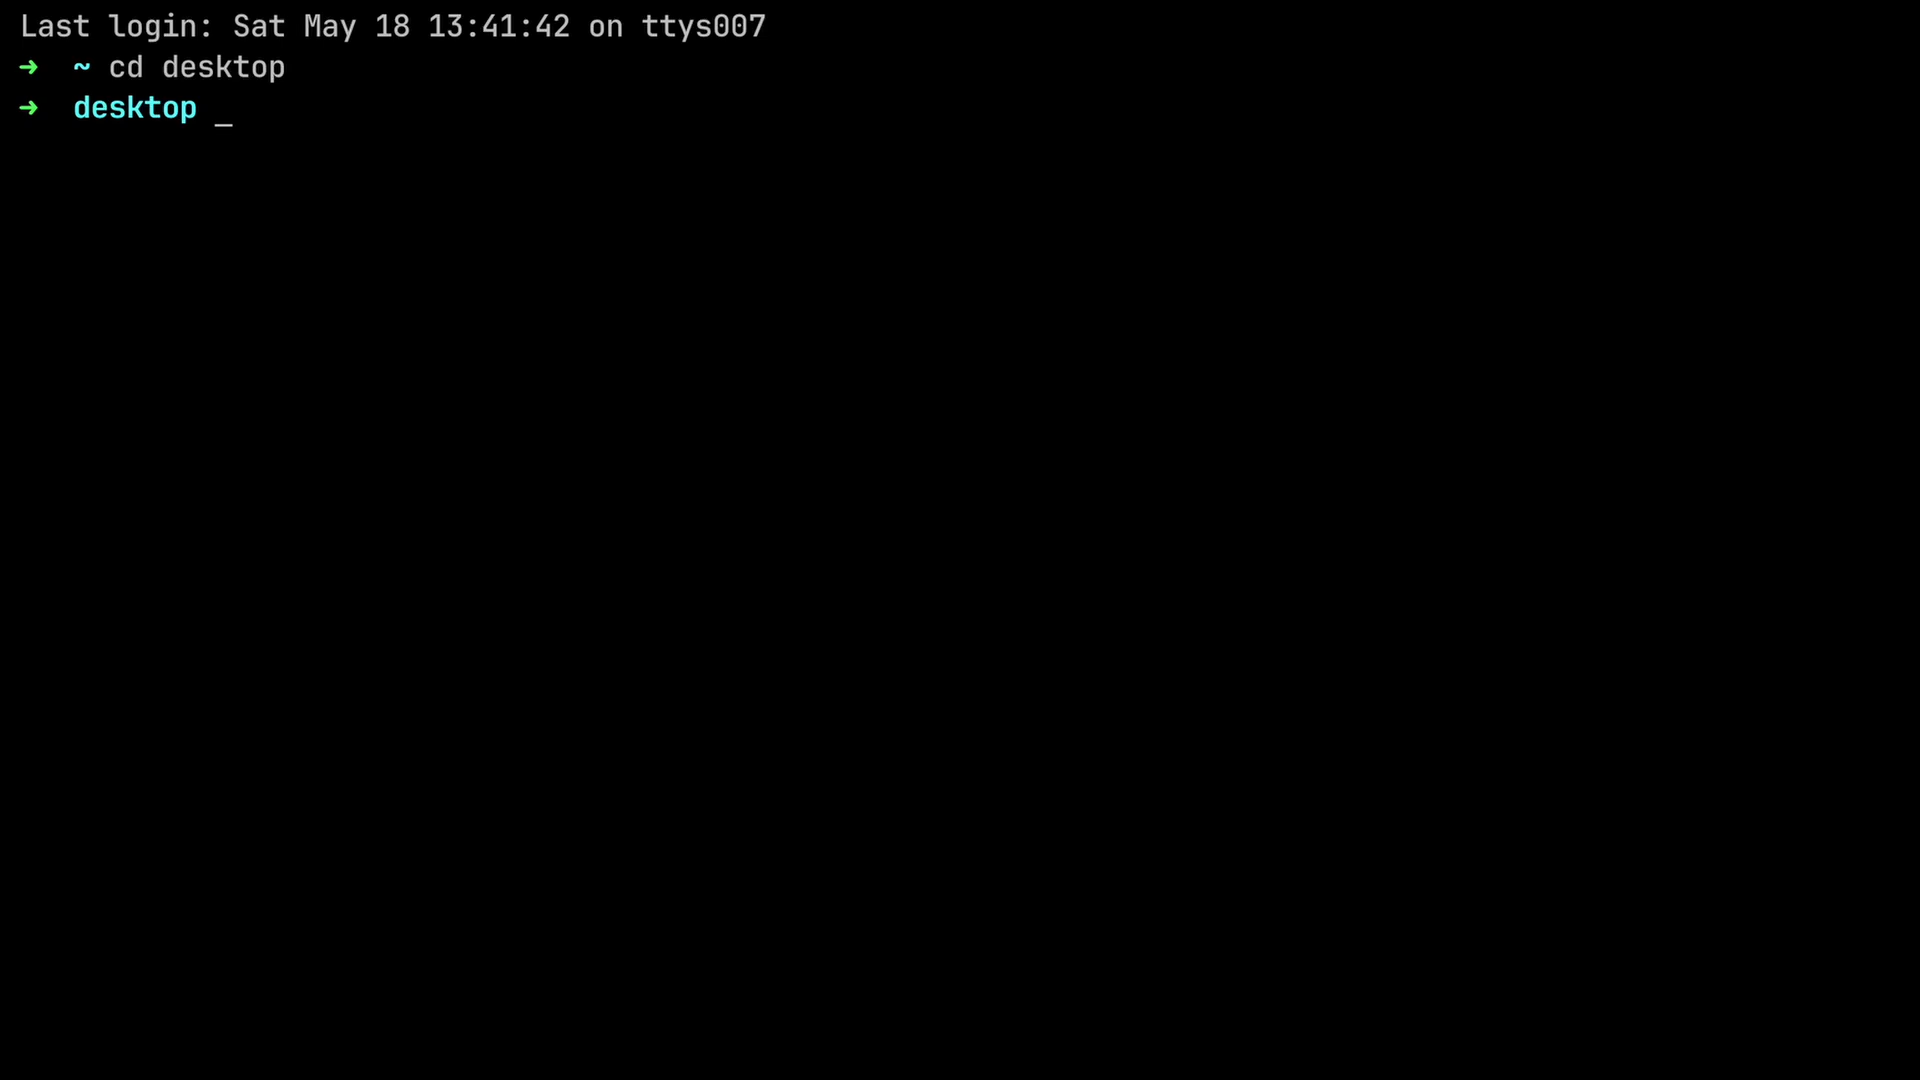 Last login: Sat May 18 13:41:42 on ttys007
➜  ~ cd desktop
➜  desktop _